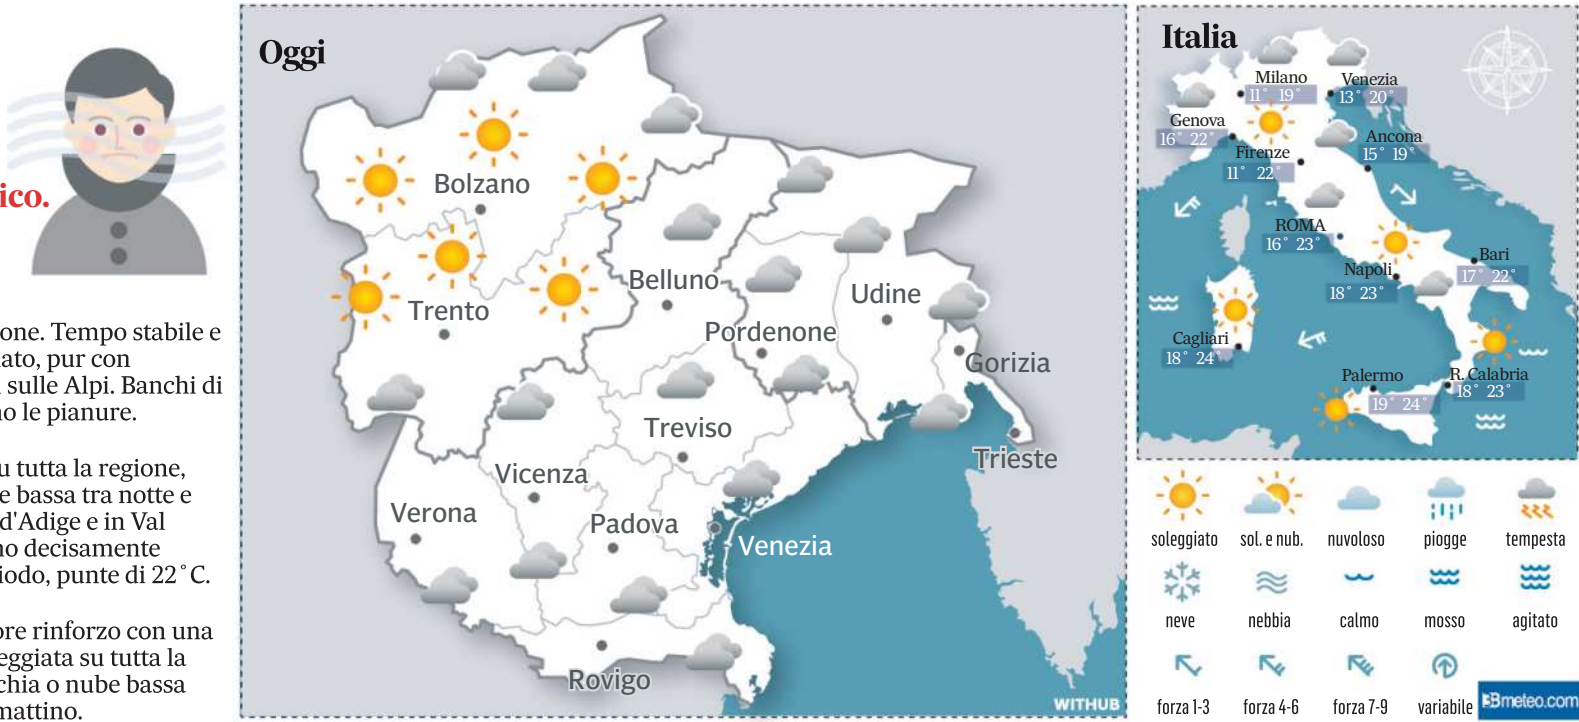 ico.
one. Tempo stabile e
ato, pur con
sulle Alpi. Banchi di
no le pianure.
u tutta la regione,
e bassa tra notte e
d'Adige e in Val
no decisamente
iodo, punte di 22°C.
ore rinforzo con una
eggiata su tutta la
chia o nube bassa
mattino.
Oggi
Bolzano
Trento
Belluno
Udine
Pordenone
Gorizia
Treviso
Trieste
Vicenza
Verona
Padova
Venezia
Rovigo
WITHUB
Italia
Milano
11° 19°
Venezia
13° 20°
Genova
16° 22°
Ancona
15° 19°
Firenze
11° 22°
ROMA
16° 23°
Bari
17° 22°
Napoli
18° 23°
Cagliari
18° 24°
Palermo
19° 24°
R. Calabria
18° 23°
soleggiato
sol. e nub.
nuvoloso
piogge
tempesta
neve
nebbia
calmo
mosso
agitato
forza 1-3
forza 4-6
forza 7-9
variabile
3Bmeteo.com